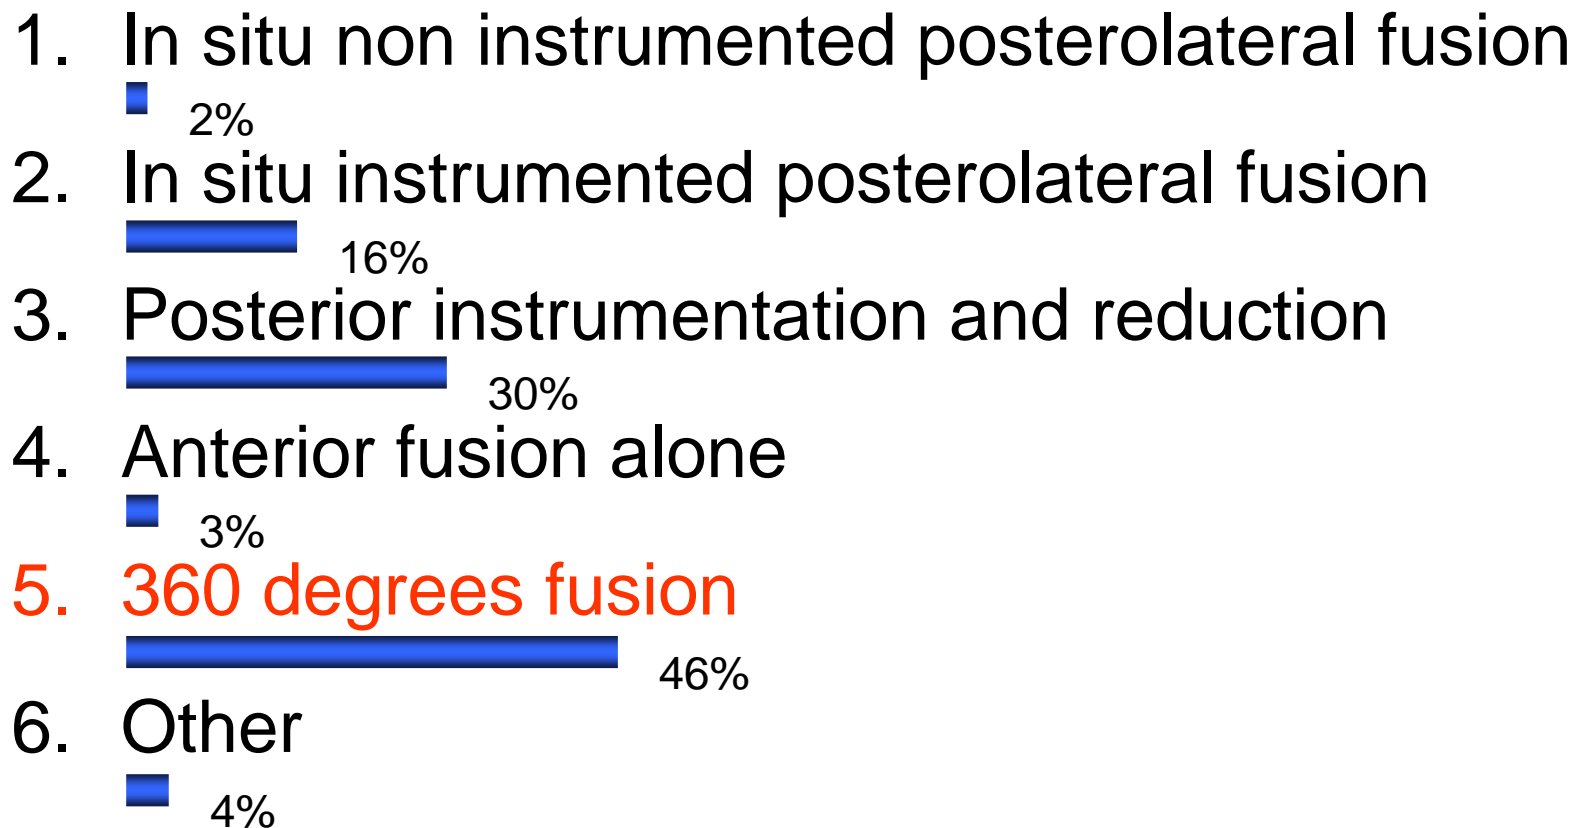 1. In situ non instrumented posterolateral fusion
2%
2. In situ instrumented posterolateral fusion
16%
3. Posterior instrumentation and reduction
30%
4. Anterior fusion alone
3%
5. 360 degrees fusion
46%
6. Other
4%